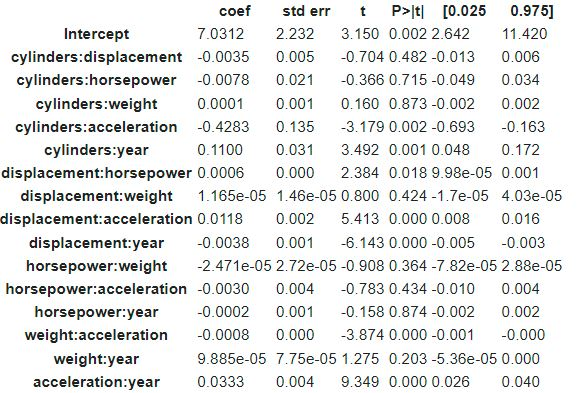 coef std err t P>|t| [0.025 0.975]
Intercept 7.0312 2.232 3.150 0.002 2.642 11.420
cylinders:displacement -0.0035 0.005 -0.704 0.482 -0.013 0.006
cylinders:horsepower -0.0078 0.021 -0.366 0.715 -0.049 0.034
cylinders:weight 0.0001 0.001 0.160 0.873 -0.002 0.002
cylinders:acceleration -0.4283 0.135 -3.179 0.002 -0.693 -0.163
cylinders:year 0.1100 0.031 3.492 0.001 0.048 0.172
displacement:horsepower 0.0006 0.000 2.384 0.018 9.98e-05 0.001
displacement:weight 1.165e-05 1.46e-05 0.800 0.424 -1.7e-05 4.03e-05
displacement:acceleration 0.0118 0.002 5.413 0.000 0.008 0.016
displacement:year -0.0038 0.001 -6.143 0.000 -0.005 -0.003
horsepower:weight -2.471e-05 2.72e-05 -0.908 0.364 -7.82e-05 2.88e-05
horsepower:acceleration -0.0030 0.004 -0.783 0.434 -0.010 0.004
horsepower:year -0.0002 0.001 -0.158 0.874 -0.002 0.002
weight:acceleration -0.0008 0.000 -3.874 0.000 -0.001 -0.000
weight:year 9.885e-05 7.75e-05 1.275 0.203 -5.36e-05 0.000
acceleration:year 0.0333 0.004 9.349 0.000 0.026 0.040